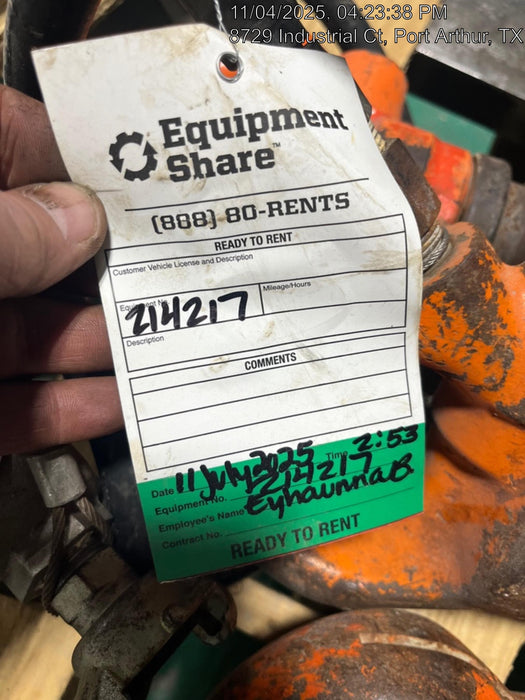 11/04/2025, 04:23:38 PM
8729 Industrial Ct, Port Arthur, TX
Equipment
Share™
(888) 80-RENTS
READY TO RENT
Customer Vehicle License and Description
Equipment No. Mileage/Hours
214217
Description
COMMENTS
Date 11 July 2025 Time 2:53
Equipment No. 214217
Employee's Name Eyhaunna B.
Contract No.
READY TO RENT